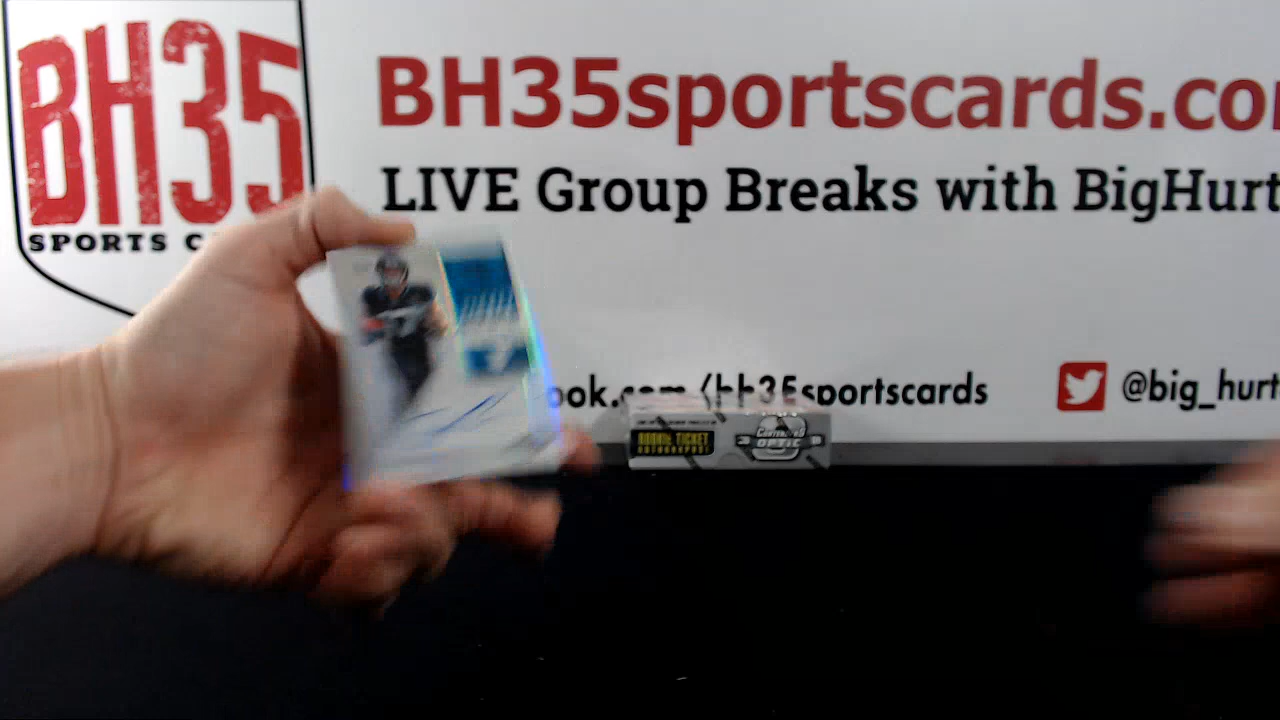 BH35
SPORTS C
BH35sportscards.co
LIVE Group Breaks with BigHurt
ook.com/bh35sportscards
@big_hurt
ROOKIE TICKET
AUTOGRAPHS!
CONTENDERS
OPTIC